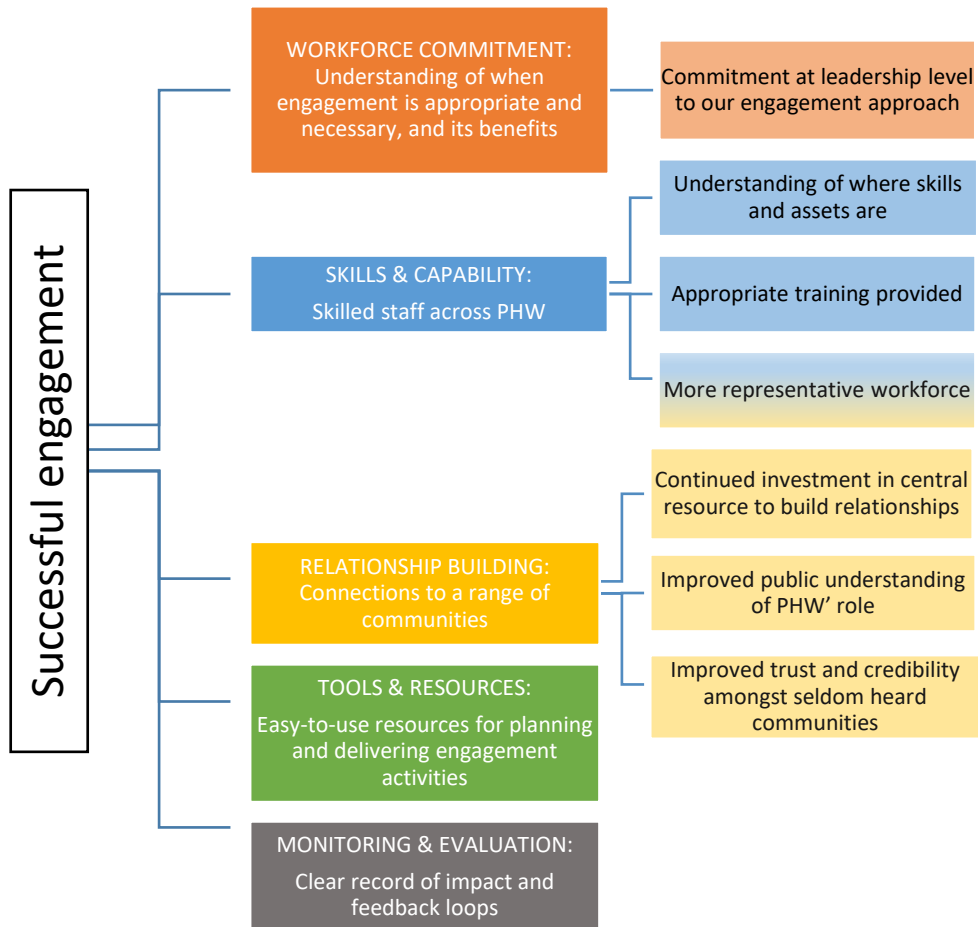 Successful engagement
WORKFORCE COMMITMENT:
Understanding of when
engagement is appropriate and
necessary, and its benefits
Commitment at leadership level
to our engagement approach
SKILLS & CAPABILITY:
Skilled staff across PHW
Understanding of where skills
and assets are
Appropriate training provided
More representative workforce
RELATIONSHIP BUILDING:
Connections to a range of
communities
Continued investment in central
resource to build relationships
Improved public understanding
of PHW’ role
Improved trust and credibility
amongst seldom heard
communities
TOOLS & RESOURCES:
Easy-to-use resources for planning
and delivering engagement
activities
MONITORING & EVALUATION:
Clear record of impact and
feedback loops